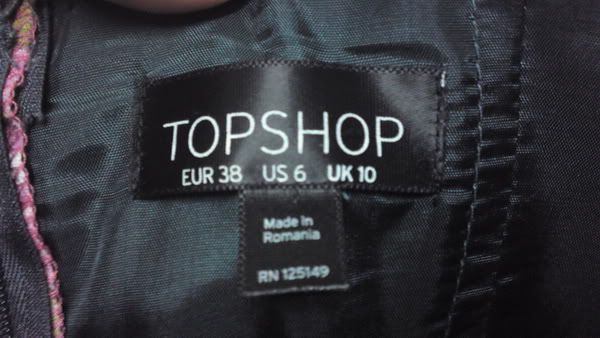 TOPSHOP
EUR 38 US 6 UK 10
Made in
Romania
RN 125149